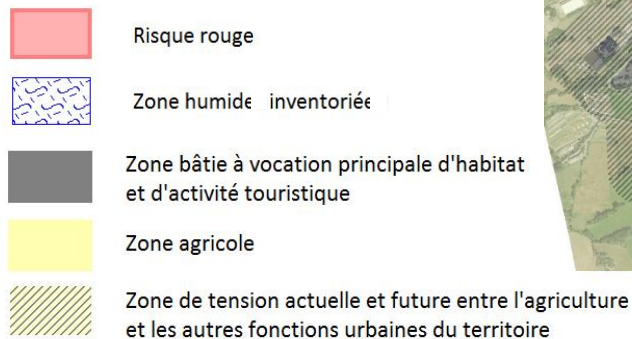 Risque rouge
Zone humide inventoriée
Zone bâtie à vocation principale d'habitat
et d'activité touristique
Zone agricole
Zone de tension actuelle et future entre l'agriculture
et les autres fonctions urbaines du territoire